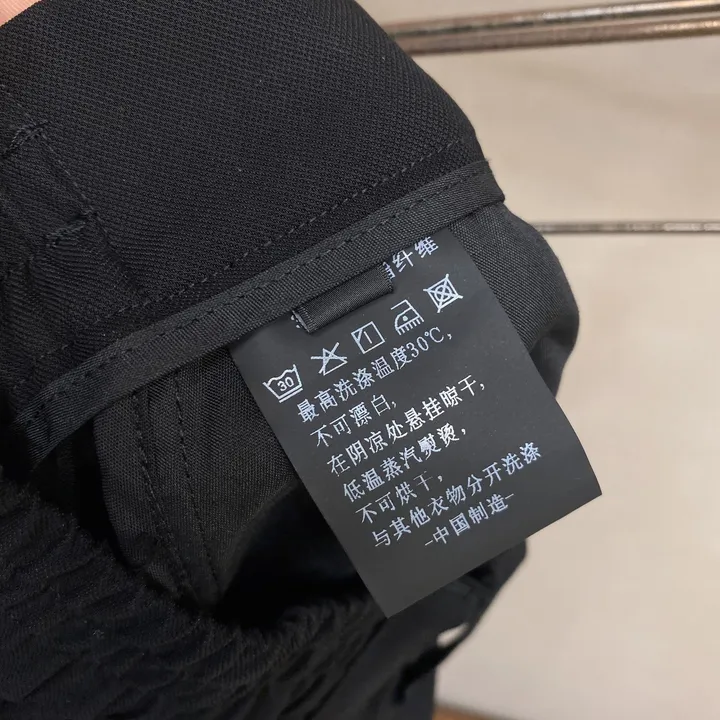 纤维
30
最高洗涤温度30℃,
不可漂白,
在阴凉处悬挂晾干,
低温蒸汽熨烫,
不可烘干,
与其他衣物分开洗涤
-中国制造-